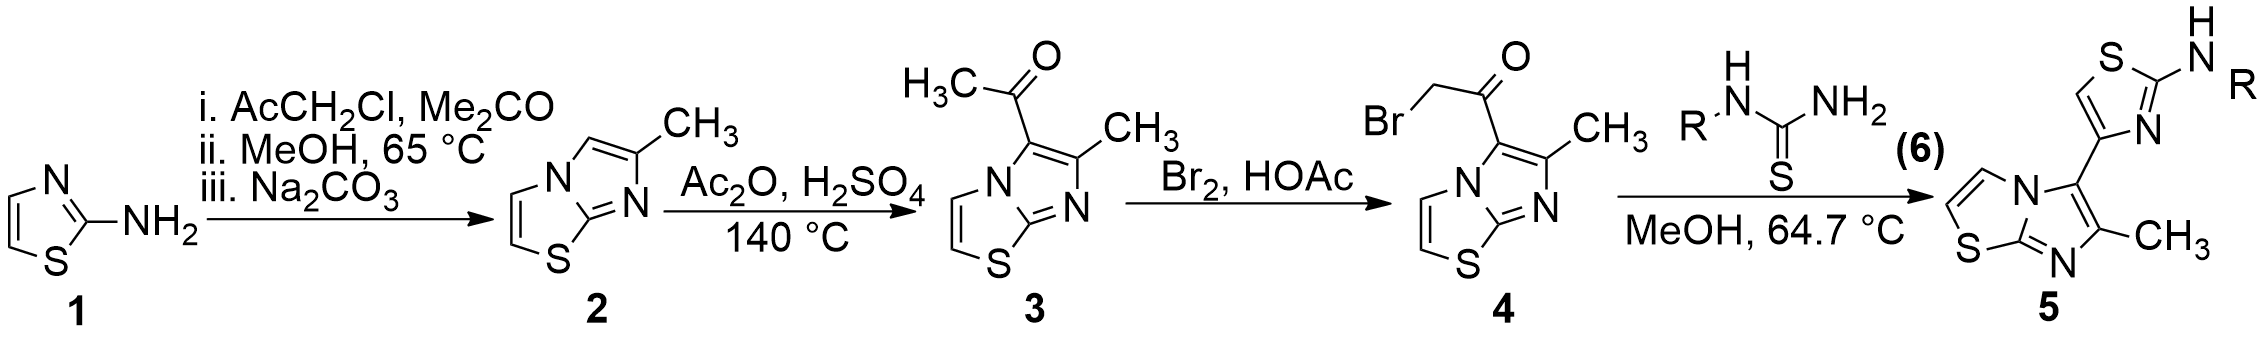 N
NH₂
S
1
i. AcCH₂Cl, Me₂CO
ii. MeOH, 65 °C
iii. Na₂CO₃
CH₃
N
N
S
2
Ac₂O, H₂SO₄
140 °C
O
H₃C
CH₃
N
N
S
3
Br₂, HOAc
O
Br
CH₃
N
N
S
4
H
N
NH₂
R
S
(6)
MeOH, 64.7 °C
H
S
N
R
N
N
S
N
CH₃
5